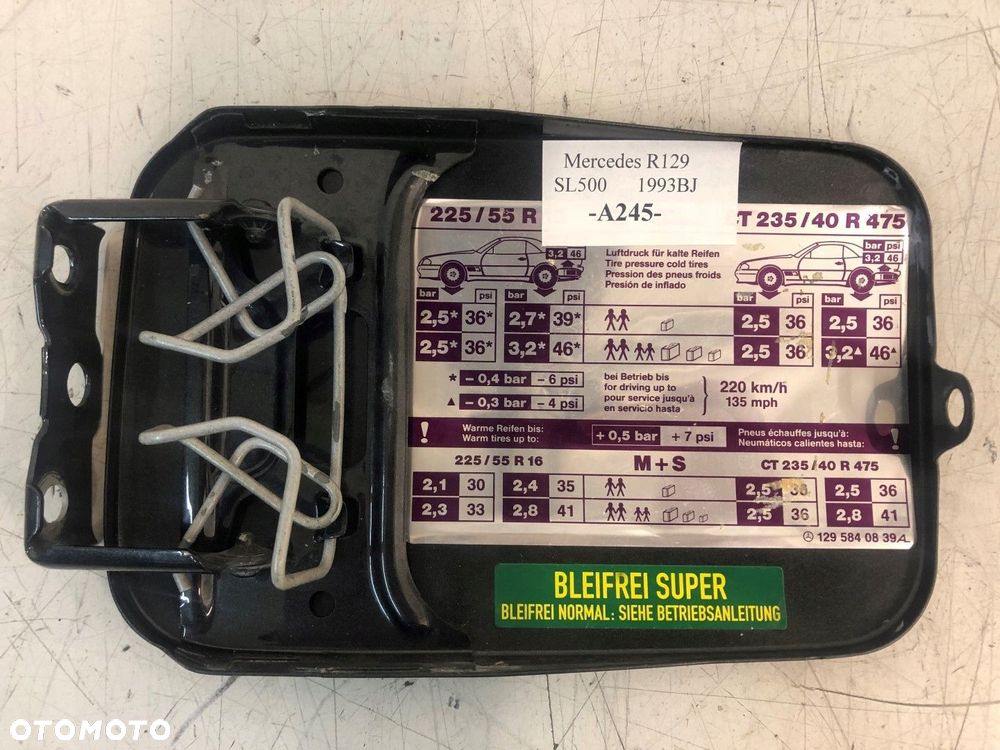 Mercedes R129
SL500 1993BJ
-A245-
225/55 R
CT 235/40 R 475
3,2 46
Luftdruck für kalte Reifen
Tire pressure cold tires
Pression des pneus froids
Presión de inflado
bar psi
3,2 46
bar psi bar psi bar psi bar psi
2,5* 36* 2,7* 39* 2,5 36 2,5 36
2,5* 36* 3,2* 46* 2,5 36 3,2▲ 46▲
* – 0,4 bar – 6 psi
▲ – 0,3 bar – 4 psi
bei Betrieb bis
for driving up to
pour service jusqu'à
en servicio hasta
220 km/h
135 mph
! Warme Reifen bis:
Warm tires up to:
+ 0,5 bar + 7 psi
Pneus échauffes jusqu'à:
Neumáticos calientes hasta: !
225/55 R 16 M+S CT 235/40 R 475
2,1 30 2,4 35 2,5 36 2,5 36
2,3 33 2,8 41 2,5 36 2,8 41
129 584 08 39 A
BLEIFREI SUPER
BLEIFREI NORMAL: SIEHE BETRIEBSANLEITUNG
OTOMOTO